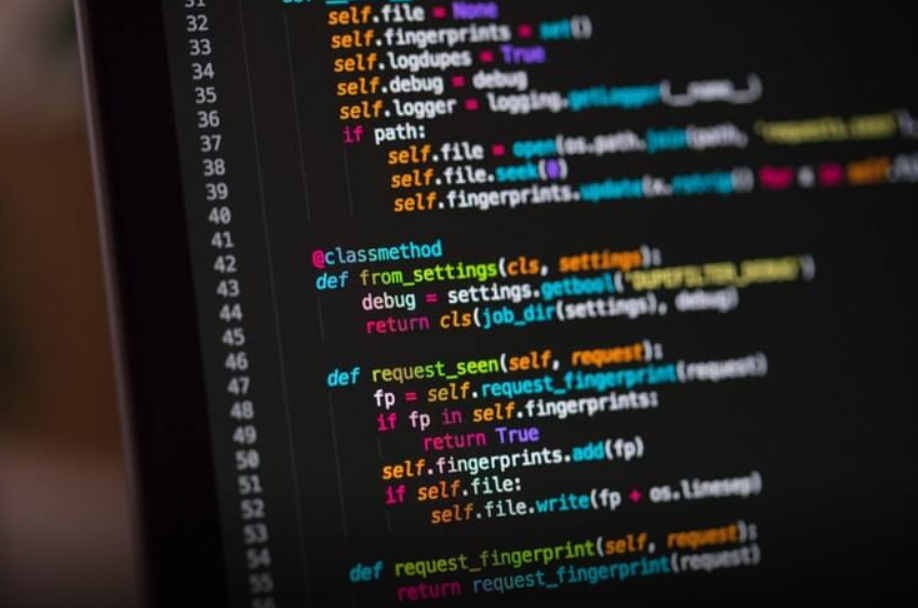 31
32 self.file = None
33 self.fingerprints = set()
34 self.logdupes = True
35 self.debug = debug
36 self.logger = logging.getLogger(__name__)
37 if path:
38 self.file = open(os.path.join(path, 'requests.seen'),
39 self.file.seek(0)
40 self.fingerprints.update(x.rstrip() for x in self.
41
42 @classmethod
43 def from_settings(cls, settings):
44 debug = settings.getbool('DUPEFILTER_DEBUG')
45 return cls(job_dir(settings), debug)
46
47 def request_seen(self, request):
48 fp = self.request_fingerprint(request)
49 if fp in self.fingerprints:
50 return True
51 self.fingerprints.add(fp)
52 if self.file:
53 self.file.write(fp + os.linesep)
54
55 def request_fingerprint(self, request):
return request_fingerprint(request)